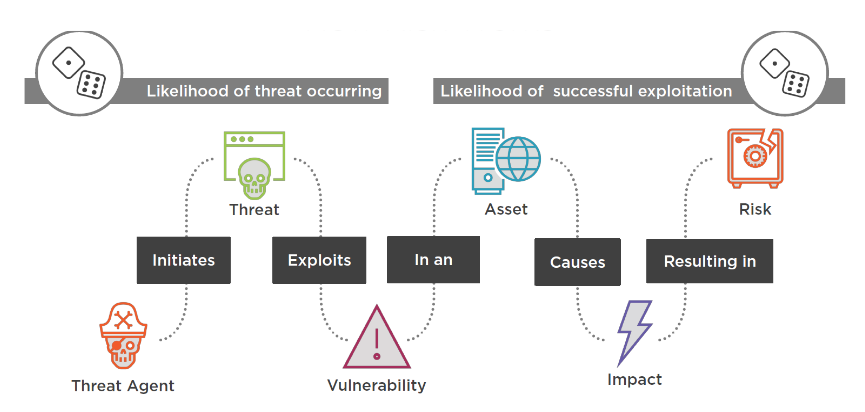 Likelihood of threat occurring
Likelihood of successful exploitation
Threat
Asset
Risk
Initiates
Exploits
In an
Causes
Resulting in
Threat Agent
Vulnerability
Impact